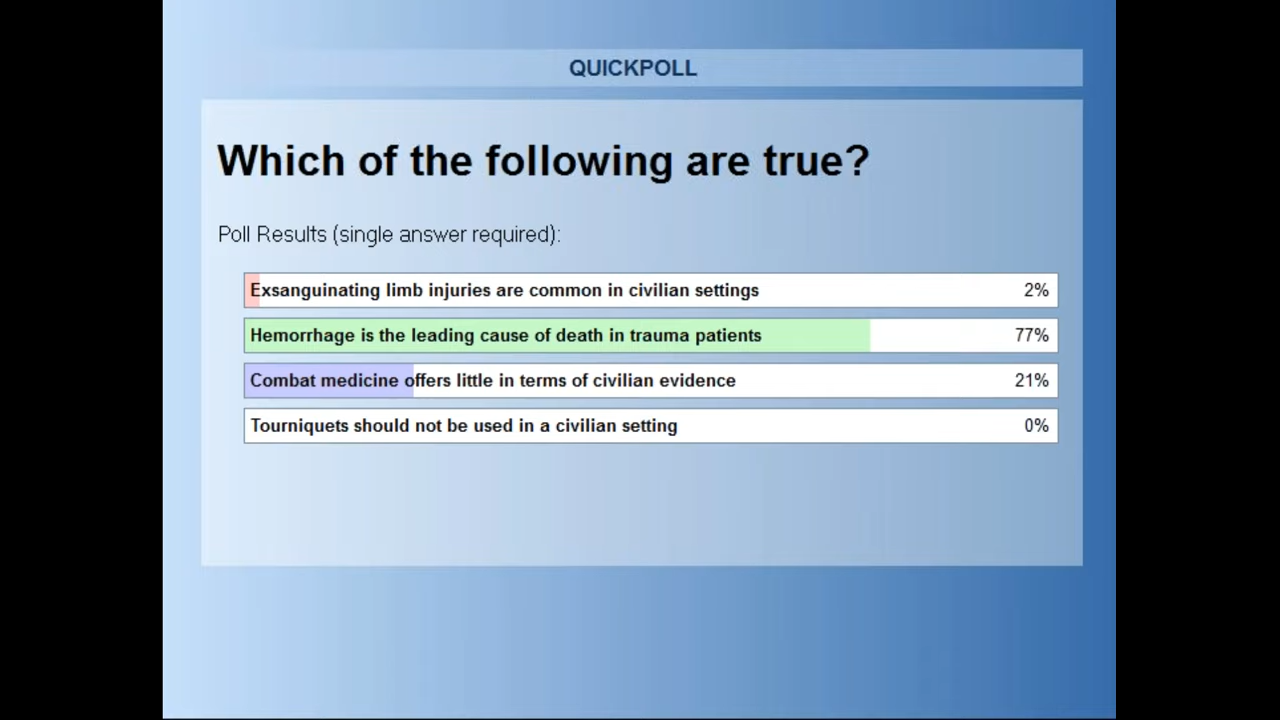 QUICKPOLL
Which of the following are true?
Poll Results (single answer required):
Exsanguinating limb injuries are common in civilian settings 2%
Hemorrhage is the leading cause of death in trauma patients 77%
Combat medicine offers little in terms of civilian evidence 21%
Tourniquets should not be used in a civilian setting 0%